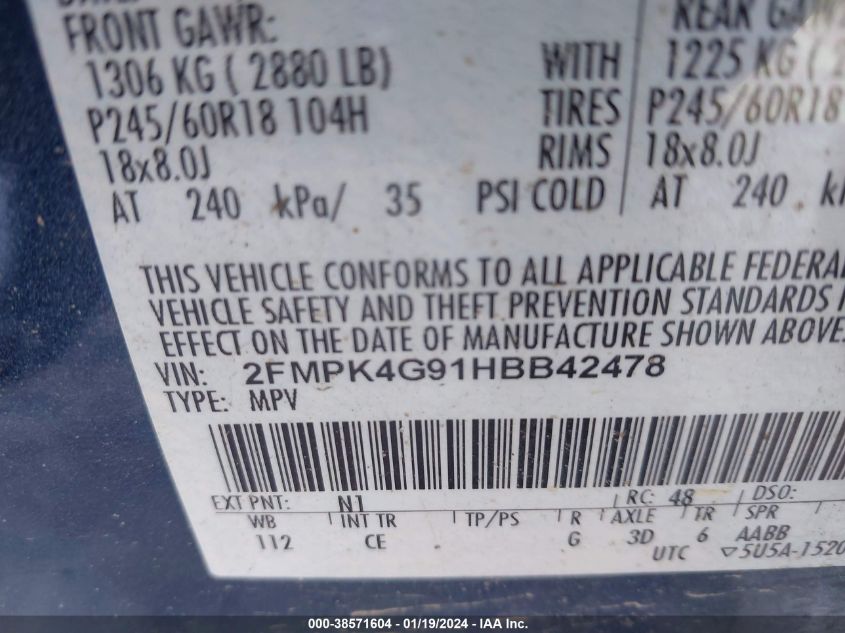 FRONT GAWR: REAR GAWR
1306 KG ( 2880 LB) WITH 1225 KG (
P245/60R18 104H TIRES P245/60R18
18x8.0J RIMS 18x8.0J
AT 240 kPa/ 35 PSI COLD AT 240
THIS VEHICLE CONFORMS TO ALL APPLICABLE FEDERAL
VEHICLE SAFETY AND THEFT PREVENTION STANDARDS
EFFECT ON THE DATE OF MANUFACTURE SHOWN ABOVE.
VIN: 2FMPK4G91HBB42478
TYPE: MPV
EXT PNT: N1 RC: 48 DSO:
WB INT TR TP/PS R AXLE TR SPR
112 CE G 3D 6 AABB
UTC ▽5U5A-1520
000-38571604 | 01/19/2024 - IAA Inc.